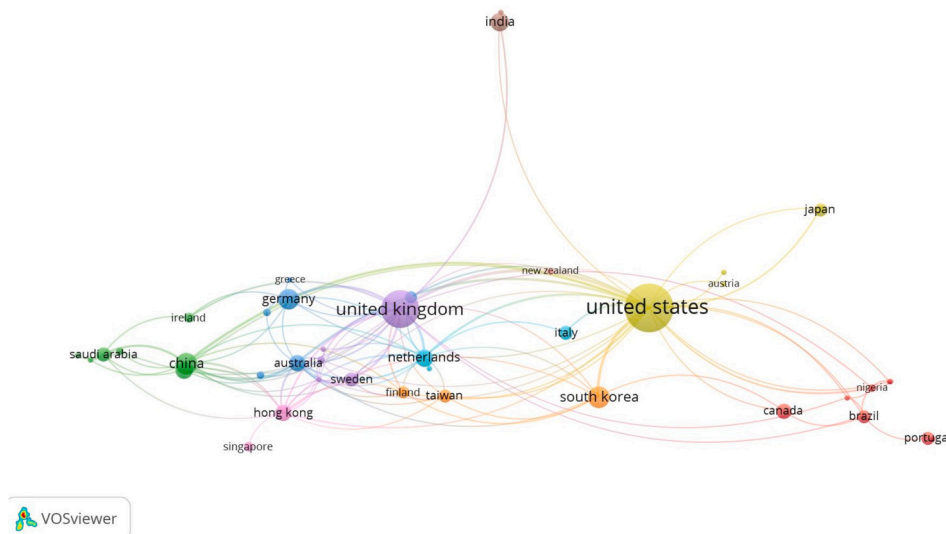 india
japan
new zealand
austria
greece
germany
united kingdom
united states
ireland
italy
saudi arabia
china
netherlands
australia
sweden
nigeria
finland
taiwan
south korea
hong kong
canada
brazil
singapore
portuga
VOSviewer